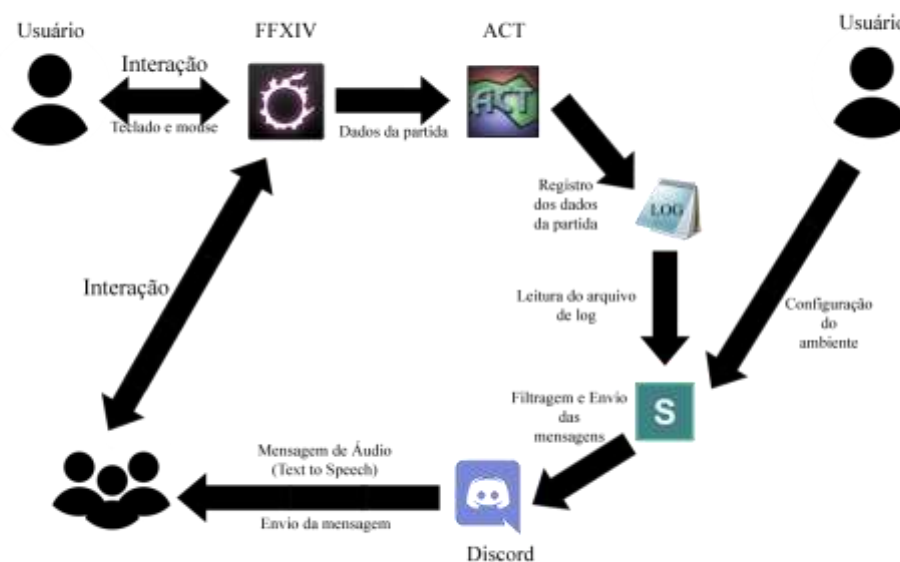 Usuário
FFXIV
ACT
Usuário
Interação
Teclado e mouse
Dados da partida
ACT
Registro
dos dados
da partida
LOG
Interação
Leitura do arquivo
de log
Configuração
do
ambiente
Filtragem e Envio
das
mensagens
S
Mensagem de Áudio
(Text to Speech)
Envio da mensagem
Discord